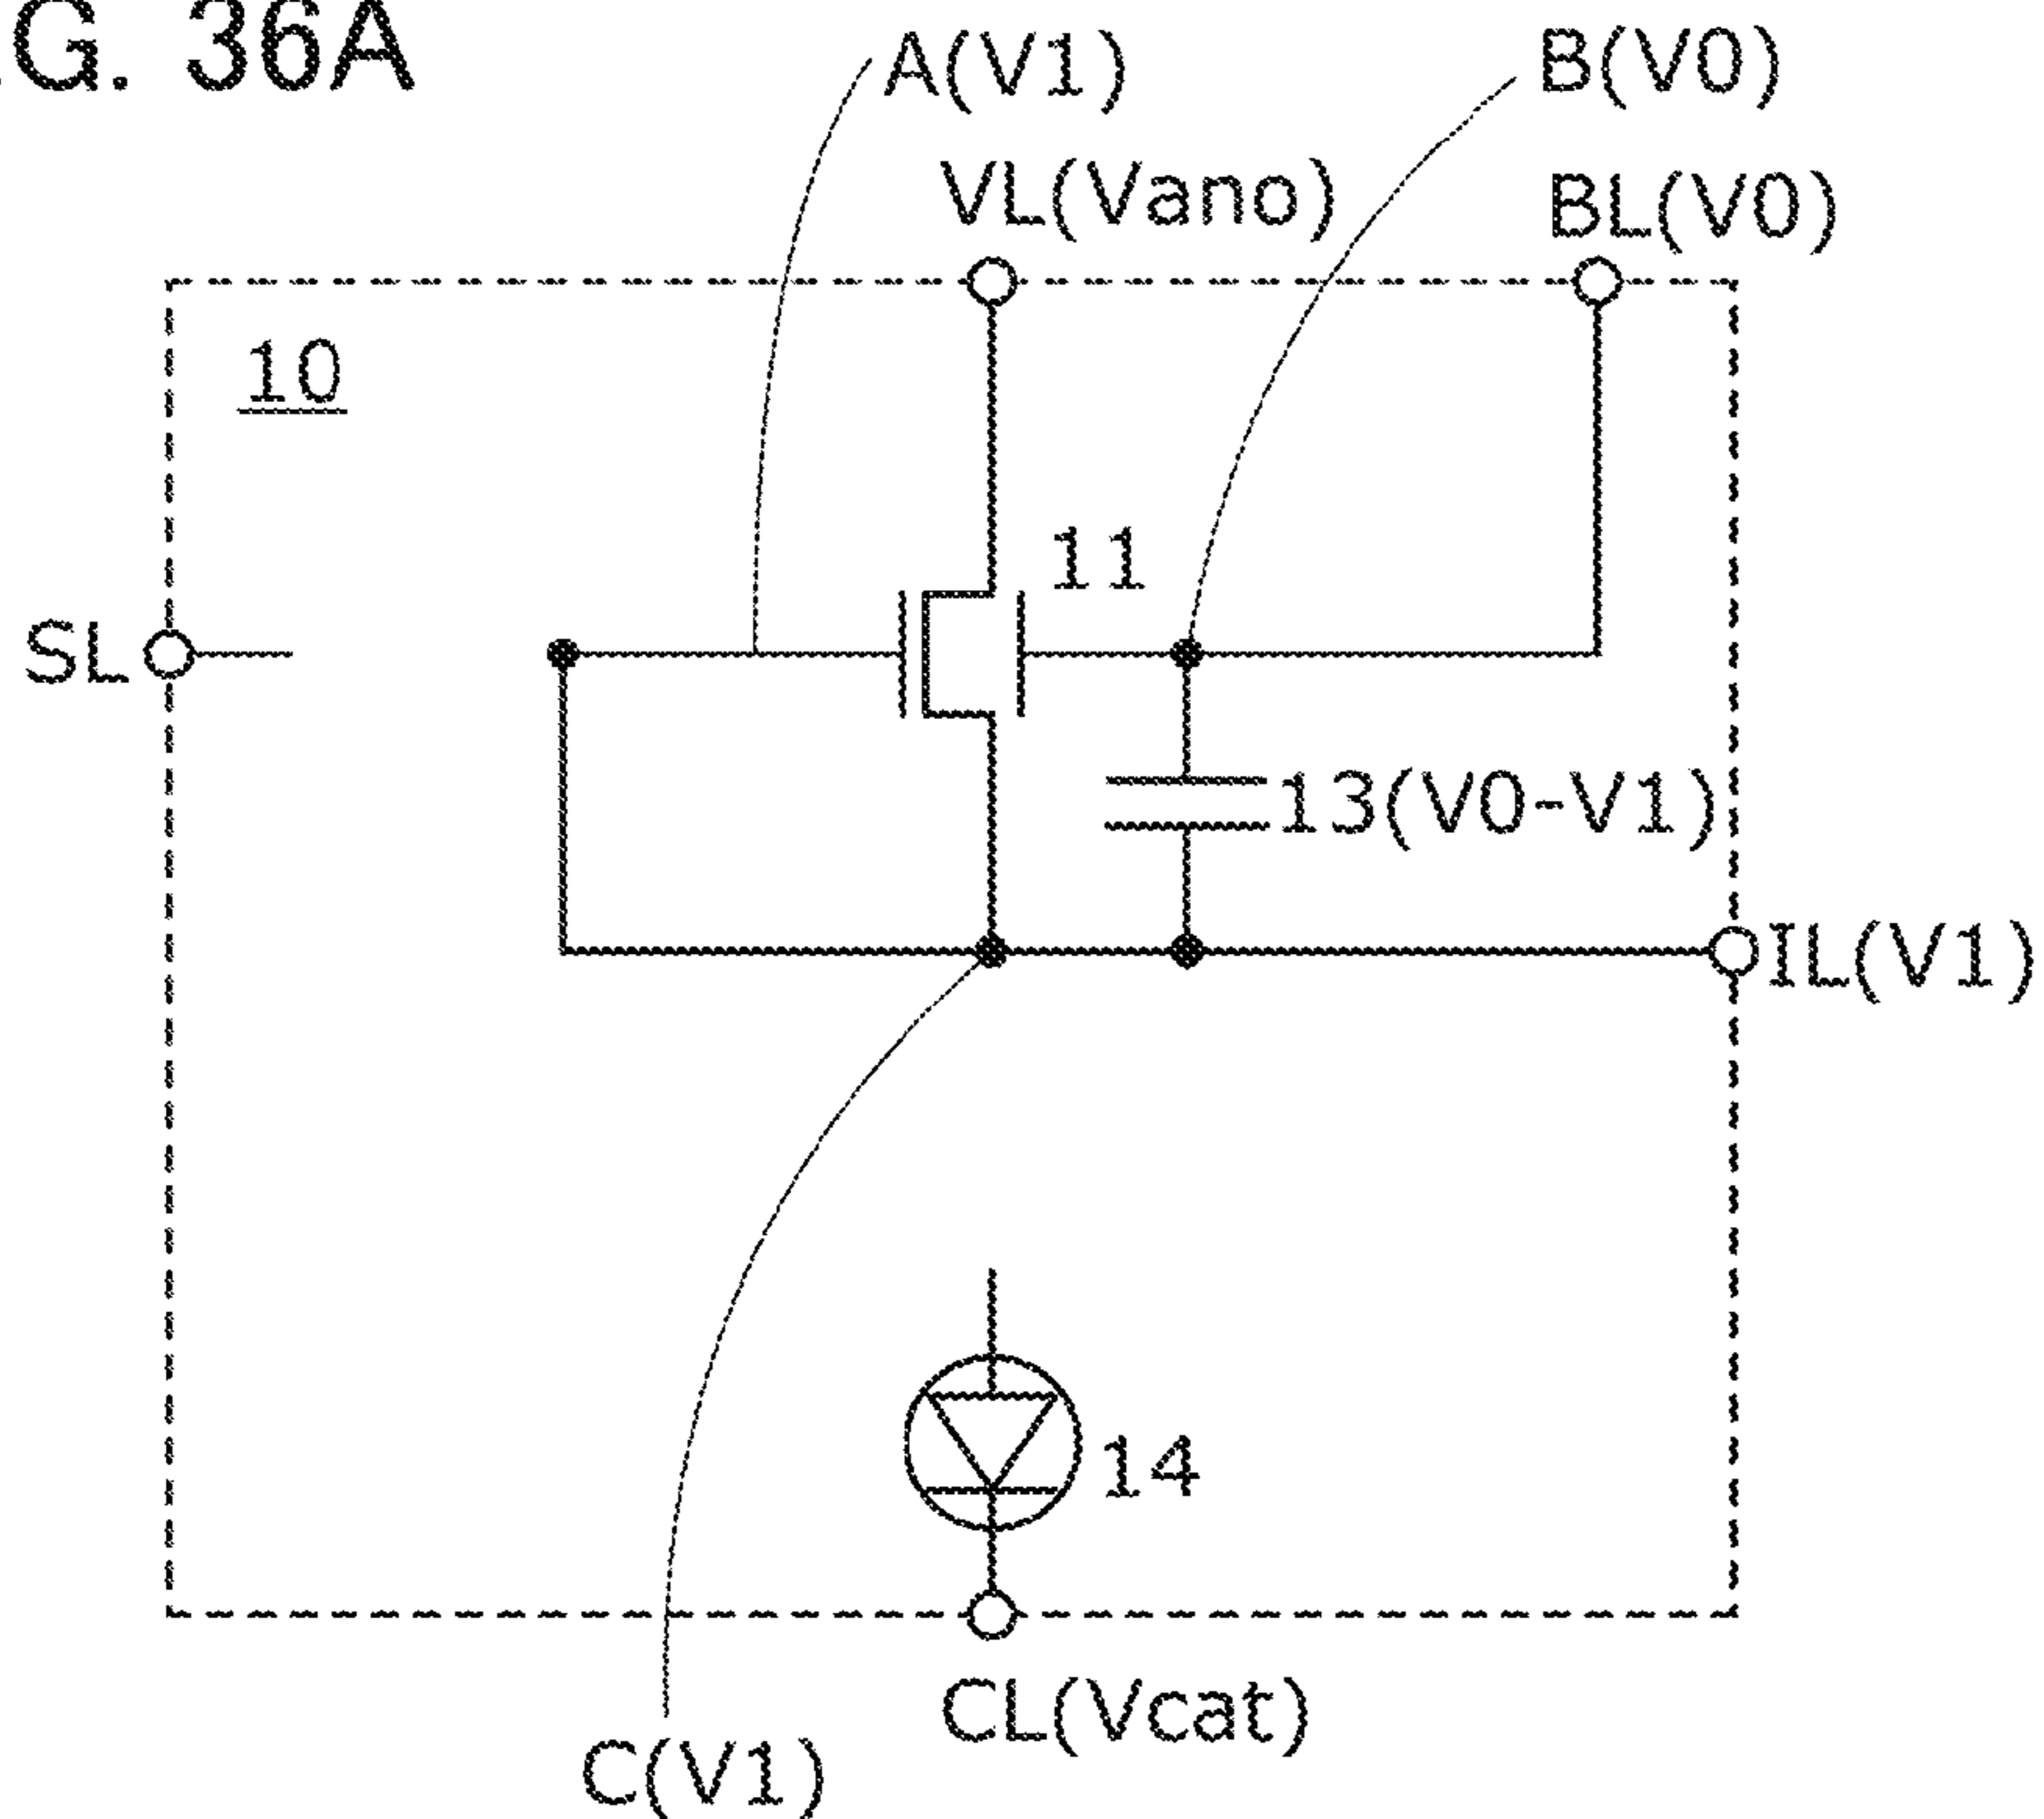 G. 36A
A(V1)
B(V0)
VL(Vano)
BL(V0)
10
11
SL
13(V0-V1)
IL(V1)
14
CL(Vcat)
C(V1)